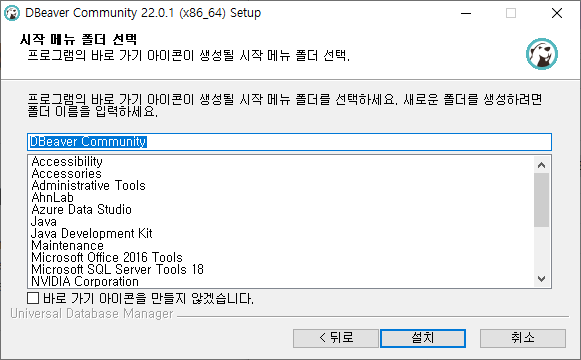 DBeaver Community 22.0.1 (x86_64) Setup
시작 메뉴 폴더 선택
프로그램의 바로 가기 아이콘이 생성될 시작 메뉴 폴더 선택.
프로그램의 바로 가기 아이콘이 생성될 시작 메뉴 폴더를 선택하세요. 새로운 폴더를 생성하려면
폴더 이름을 입력하세요.
DBeaver Community
Accessibility
Accessories
Administrative Tools
AhnLab
Azure Data Studio
Java
Java Development Kit
Maintenance
Microsoft Office 2016 Tools
Microsoft SQL Server Tools 18
NVIDIA Corporation
바로 가기 아이콘을 만들지 않겠습니다.
Universal Database Manager
< 뒤로
설치
취소